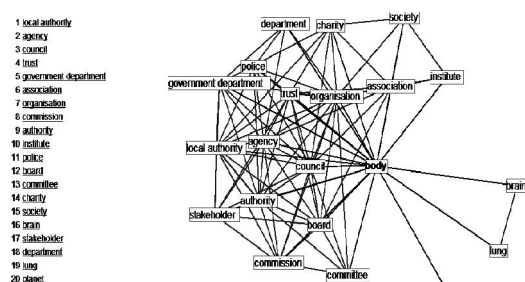 1 local authority
2 agency
3 council
4 trust
5 government department
6 association
7 organisation
8 commission
9 authority
10 institute
11 police
12 board
13 committee
14 charity
15 society
16 brain
17 stakeholder
18 department
19 lung
20 planet
society
department
charity
police
institute
government department
association
trust
organisation
agency
local authority
council
body
brain
authority
stakeholder
board
lung
commission
committee